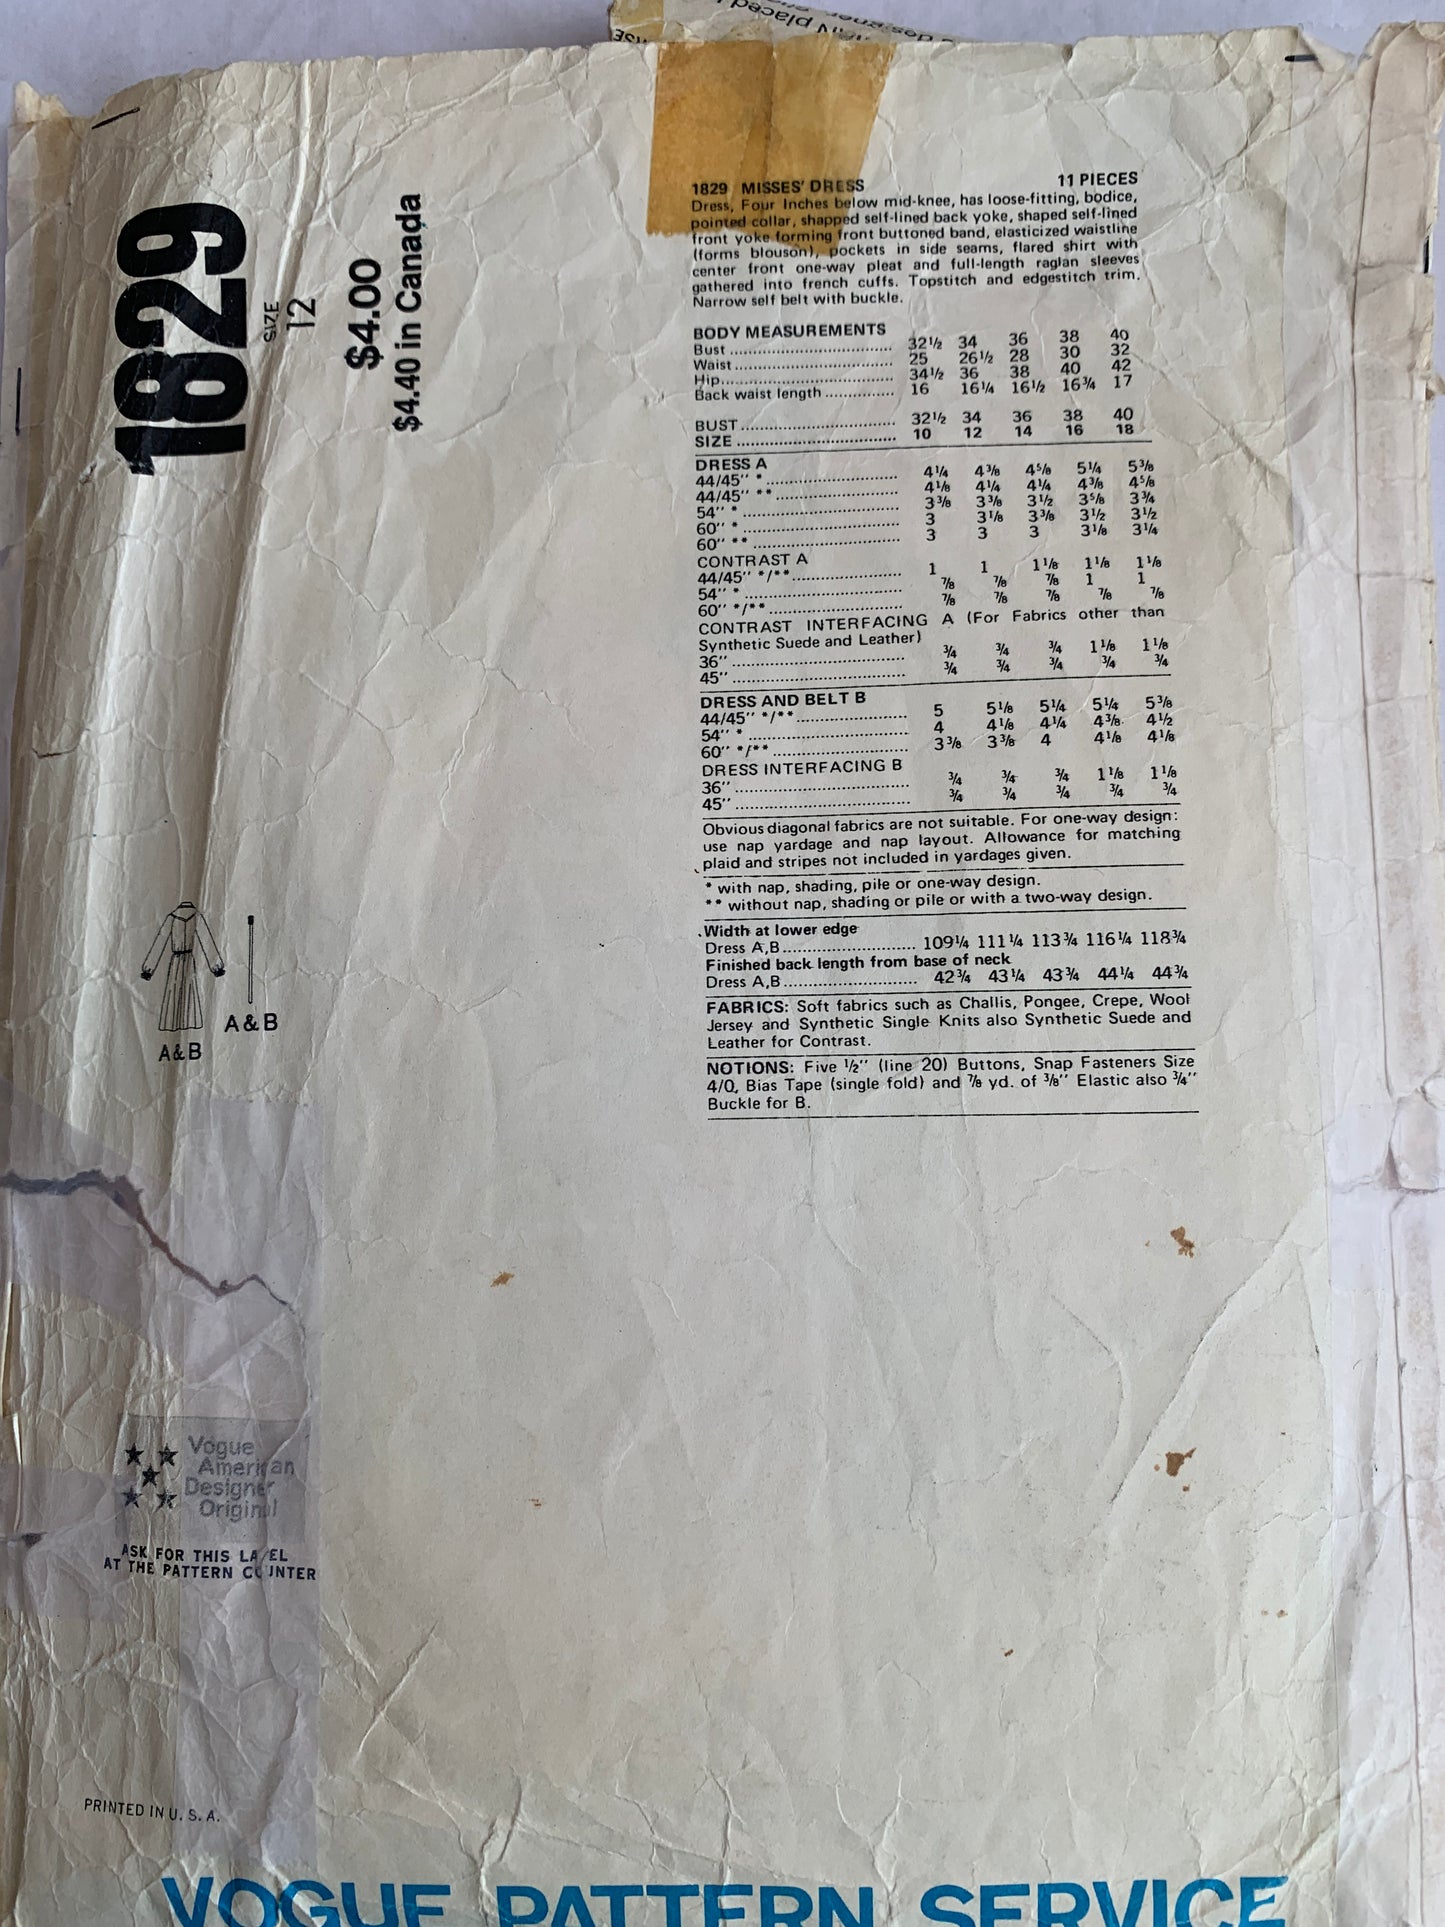 placed
1829
SIZE
12
$4.00
$4.40 in Canada
1829 MISSES' DRESS 11 PIECES
Dress, Four Inches below mid-knee, has loose-fitting, bodice,
pointed collar, shapped self-lined back yoke, shaped self-lined
front yoke forming front buttoned band, elasticized waistline
(forms blouson), pockets in side seams, flared shirt with
center front one-way pleat and full-length raglan sleeves
gathered into french cuffs. Topstitch and edgestitch trim.
Narrow self belt with buckle.
BODY MEASUREMENTS
Bust 32½ 34 36 38 40
Waist 25 26½ 28 30 32
Hip 34½ 36 38 40 42
Back waist length 16 16¼ 16½ 16¾ 17
BUST 32½ 34 36 38 40
SIZE 10 12 14 16 18
DRESS A
44/45" * 4¼ 4⅜ 4⅝ 5¼ 5⅜
44/45" ** 4⅛ 4¼ 4¼ 4⅜ 4⅝
54" * 3⅜ 3⅜ 3½ 3⅝ 3¾
60" * 3 3⅛ 3⅜ 3½ 3½
60" ** 3 3 3 3⅛ 3¼
CONTRAST A
44/45" */** 1 1 1⅛ 1⅛ 1⅛
54" * ⅞ ⅞ ⅞ 1 1
60" */** ⅞ ⅞ ⅞ ⅞ ⅞
CONTRAST INTERFACING A (For Fabrics other than
Synthetic Suede and Leather)
36" ¾ ¾ ¾ 1⅛ 1⅛
45" ¾ ¾ ¾ ¾ ¾
DRESS AND BELT B
44/45" */** 5 5⅛ 5¼ 5¼ 5⅜
54" * 4 4⅛ 4¼ 4⅜ 4½
60" */** 3⅜ 3⅜ 4 4⅛ 4⅛
DRESS INTERFACING B
36" ¾ ¾ ¾ 1⅛ 1⅛
45" ¾ ¾ ¾ ¾ ¾
Obvious diagonal fabrics are not suitable. For one-way design:
use nap yardage and nap layout. Allowance for matching
plaid and stripes not included in yardages given.
* with nap, shading, pile or one-way design.
** without nap, shading or pile or with a two-way design.
Width at lower edge
Dress A,B 109¼ 111¼ 113¾ 116¼ 118¾
Finished back length from base of neck
Dress A,B 42¾ 43¼ 43¾ 44¼ 44¾
FABRICS: Soft fabrics such as Challis, Pongee, Crepe, Wool
Jersey and Synthetic Single Knits also Synthetic Suede and
Leather for Contrast.
NOTIONS: Five ½" (line 20) Buttons, Snap Fasteners Size
4/0, Bias Tape (single fold) and ⅞ yd. of ⅜" Elastic also ¾"
Buckle for B.
A & B
A & B
Vogue
American
Designer
Original
ASK FOR THIS LABEL
AT THE PATTERN COUNTER
PRINTED IN U. S. A.
VOGUE PATTERN SERVICE